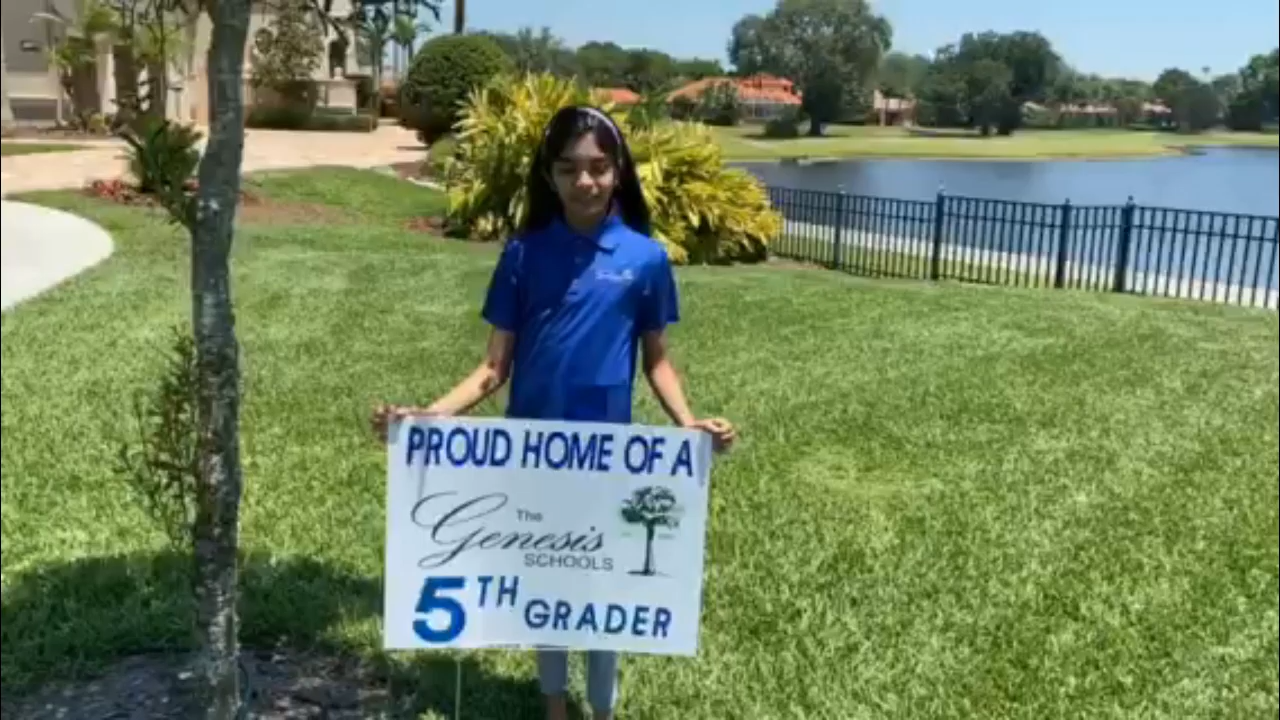 PROUD HOME OF A
The
Genesis
SCHOOLS
5TH GRADER